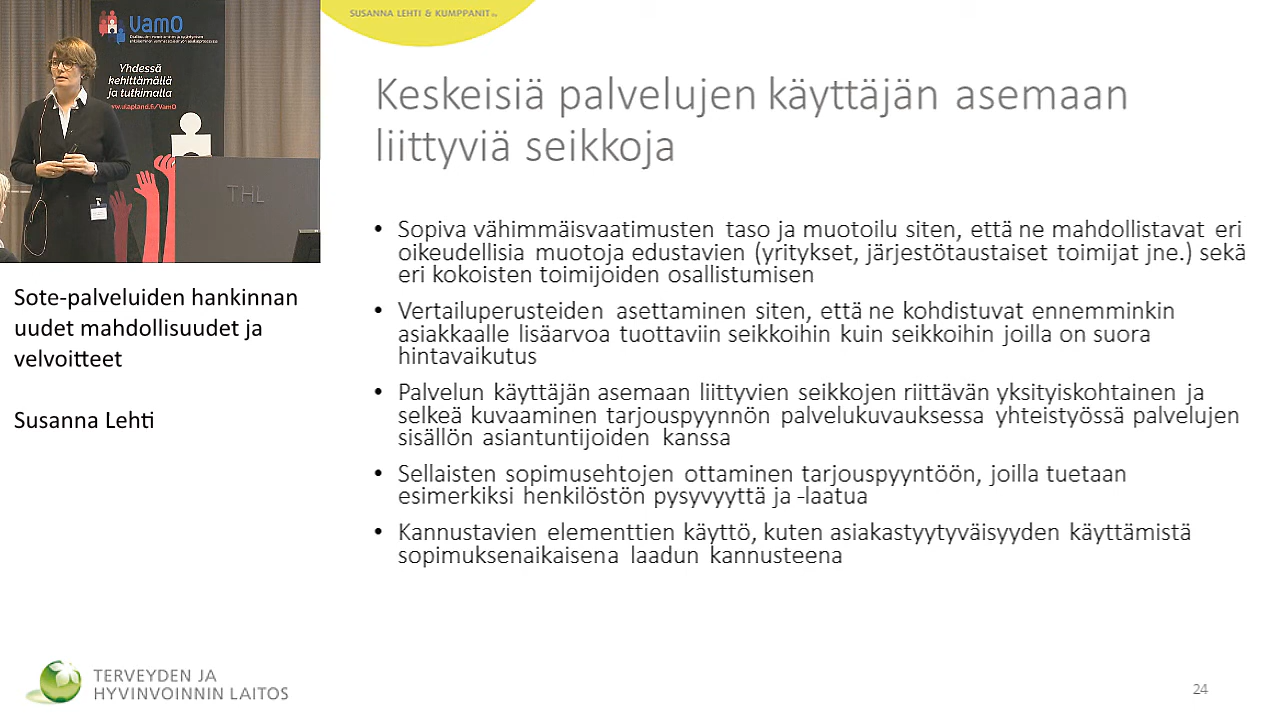 SUSANNA LEHTI & KUMPPANIT
VamO
Yhdessä
kehittämällä
ja tutkimalla
www.ulapland.fi/VamO
THL
Sote-palveluiden hankinnan
uudet mahdollisuudet ja
velvoitteet
Susanna Lehti
Keskeisiä palvelujen käyttäjän asemaan
liittyviä seikkoja
• Sopiva vähimmäisvaatimusten taso ja muotoilu siten, että ne mahdollistavat eri
oikeudellisia muotoja edustavien (yritykset, järjestötaustaiset toimijat jne.) sekä
eri kokoisten toimijoiden osallistumisen
• Vertailuperusteiden asettaminen siten, että ne kohdistuvat ennemminkin
asiakkaalle lisäarvoa tuottaviin seikkoihin kuin seikkoihin joilla on suora
hintavaikutus
• Palvelun käyttäjän asemaan liittyvien seikkojen riittävän yksityiskohtainen ja
selkeä kuvaaminen tarjouspyynnön palvelukuvauksessa yhteistyössä palvelujen
sisällön asiantuntijoiden kanssa
• Sellaisten sopimusehtojen ottaminen tarjouspyyntöön, joilla tuetaan
esimerkiksi henkilöstön pysyvyyttä ja -laatua
• Kannustavien elementtien käyttö, kuten asiakastyytyväisyyden käyttämistä
sopimuksenaikaisena laadun kannusteena
TERVEYDEN JA
HYVINVOINNIN LAITOS
24